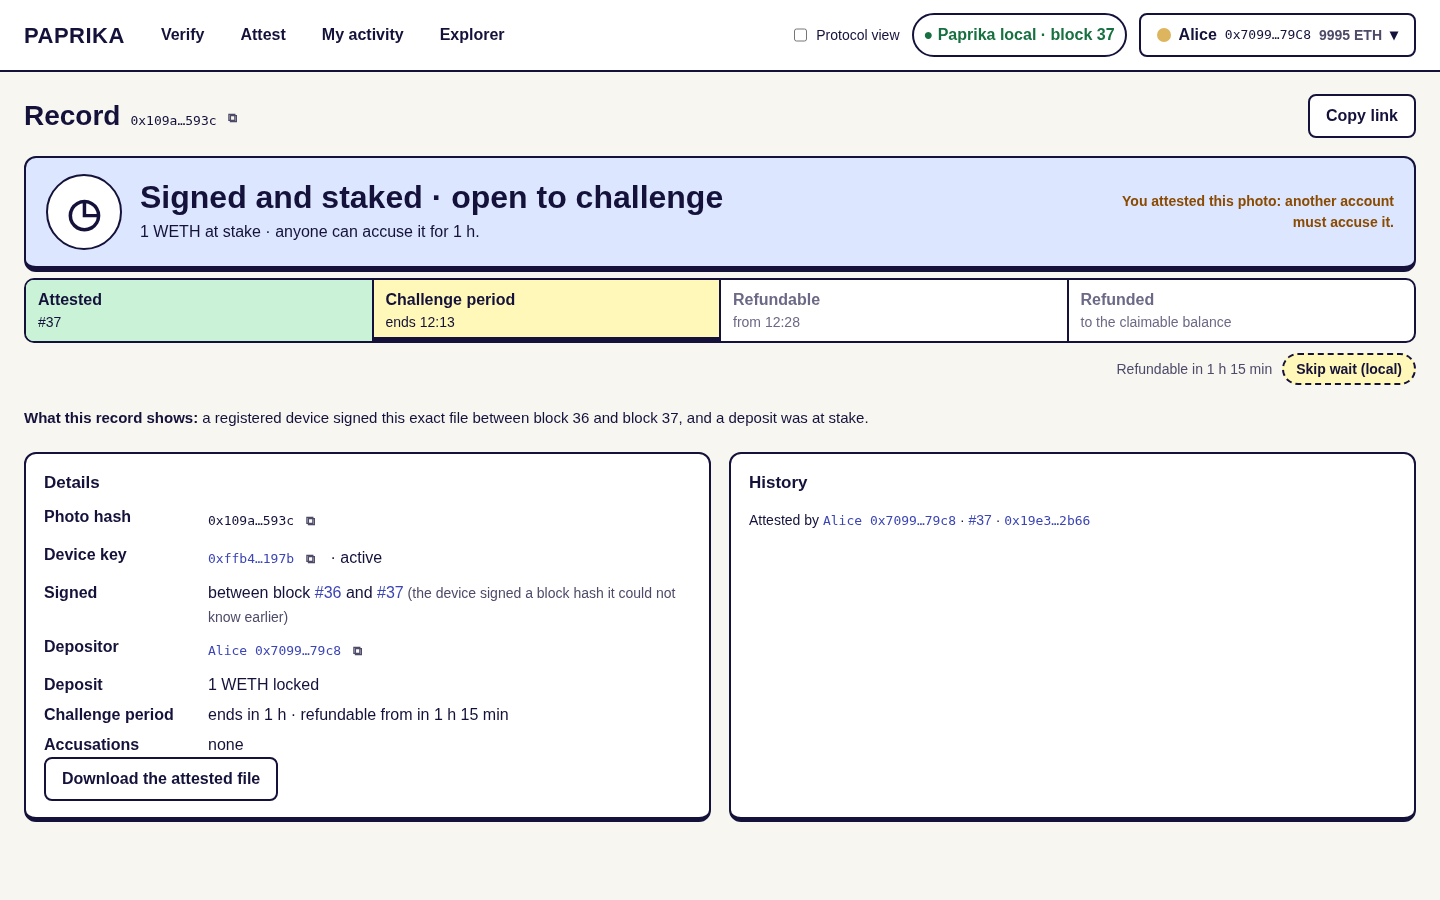 PAPRIKA Verify Attest My activity Explorer Protocol view ● Paprika local · block 37 Alice 0x7099…79C8 9995 ETH ▼
Record 0x109a…593c ⧉ Copy link
Signed and staked · open to challenge
1 WETH at stake · anyone can accuse it for 1 h.
You attested this photo: another account
must accuse it.
Attested
#37
Challenge period
ends 12:13
Refundable
from 12:28
Refunded
to the claimable balance
Refundable in 1 h 15 min Skip wait (local)
What this record shows: a registered device signed this exact file between block 36 and block 37, and a deposit was at stake.
Details
Photo hash 0x109a…593c ⧉
Device key 0xffb4…197b ⧉ · active
Signed between block #36 and #37 (the device signed a block hash it could not
know earlier)
Depositor Alice 0x7099…79c8 ⧉
Deposit 1 WETH locked
Challenge period ends in 1 h · refundable from in 1 h 15 min
Accusations none
Download the attested file
History
Attested by Alice 0x7099…79c8 · #37 · 0x19e3…2b66